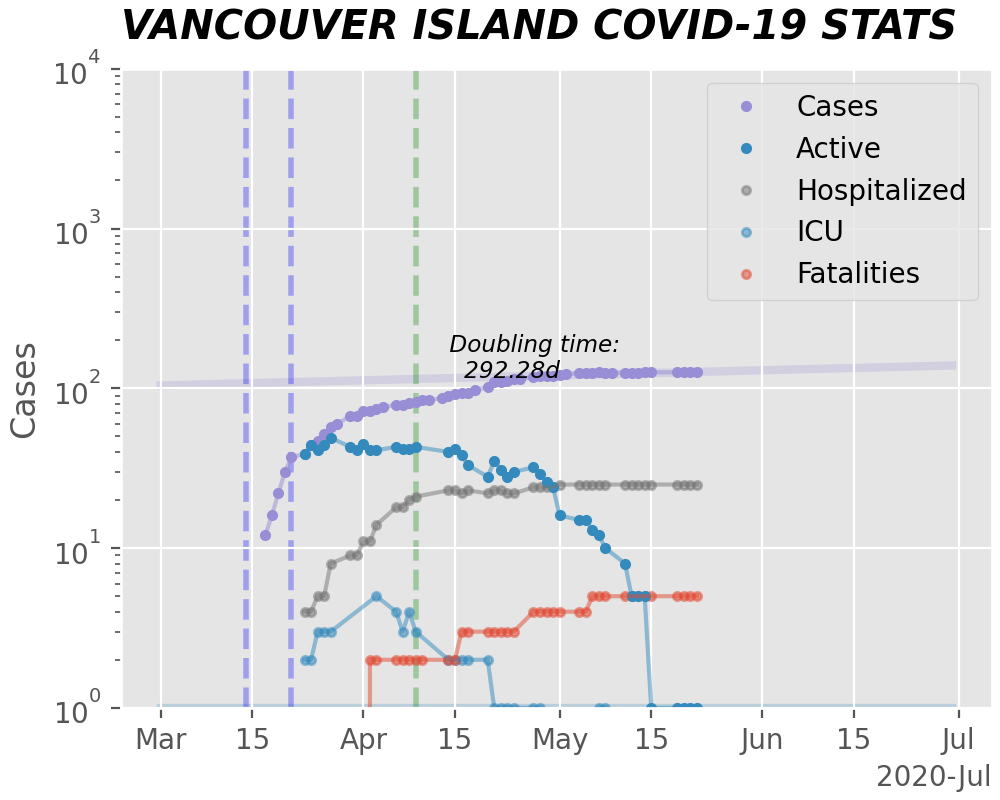 VANCOUVER ISLAND COVID-19 STATS
10^4
10^3
10^2
10^1
10^0
Cases
Cases
Active
Hospitalized
ICU
Fatalities
Doubling time:
292.28d
Mar 15 Apr 15 May 15 Jun 15 Jul
2020-Jul